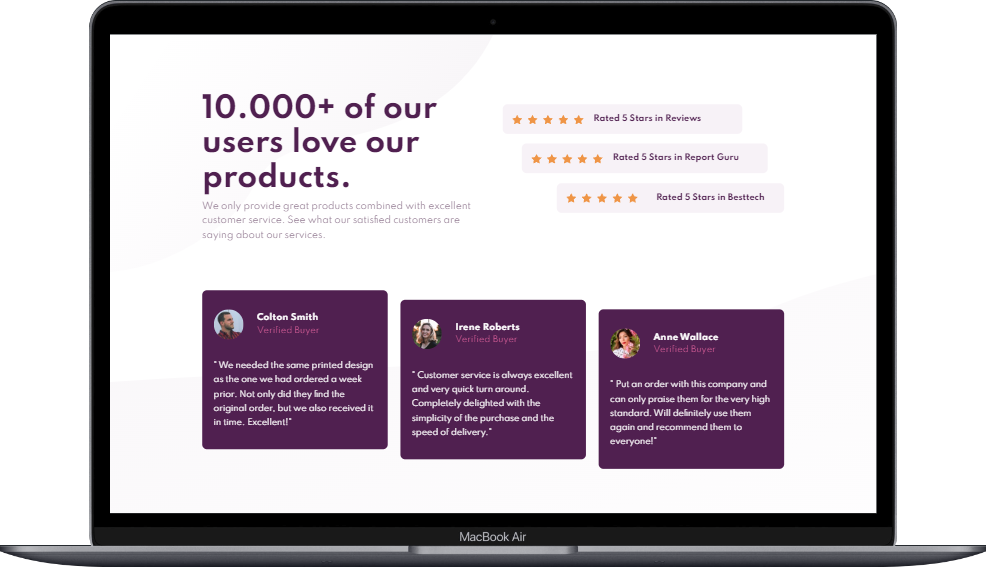 10.000+ of our
users love our
products.
We only provide great products combined with excellent
customer service. See what our satisfied customers are
saying about our services.
Rated 5 Stars in Reviews
Rated 5 Stars in Report Guru
Rated 5 Stars in Besttech
Colton Smith
Verified Buyer
" We needed the same printed design
as the one we had ordered a week
prior. Not only did they find the
original order, but we also received it
in time. Excellent!"
Irene Roberts
Verified Buyer
" Customer service is always excellent
and very quick turn around.
Completely delighted with the
simplicity of the purchase and the
speed of delivery."
Anne Wallace
Verified Buyer
" Put an order with this company and
can only praise them for the very high
standard. Will definitely use them
again and recommend them to
everyone!"
MacBook Air